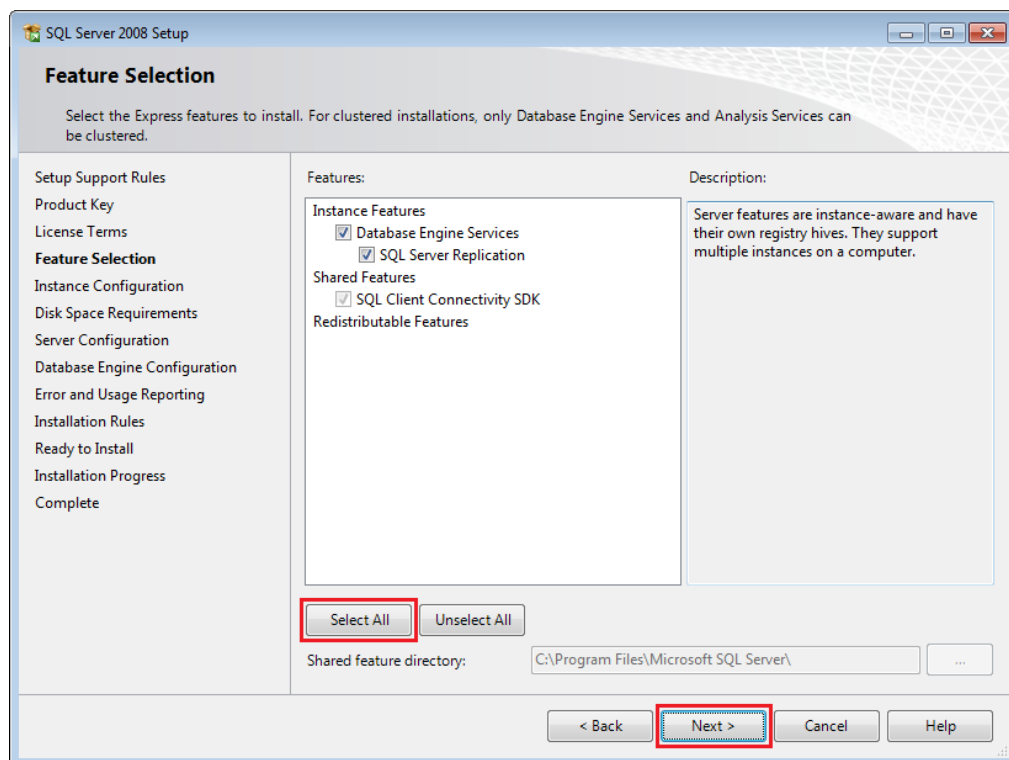 SQL Server 2008 Setup
Feature Selection
Select the Express features to install. For clustered installations, only Database Engine Services and Analysis Services can
be clustered.
Setup Support Rules
Product Key
License Terms
Feature Selection
Instance Configuration
Disk Space Requirements
Server Configuration
Database Engine Configuration
Error and Usage Reporting
Installation Rules
Ready to Install
Installation Progress
Complete
Features:
Instance Features
Database Engine Services
SQL Server Replication
Shared Features
SQL Client Connectivity SDK
Redistributable Features
Description:
Server features are instance-aware and have
their own registry hives. They support
multiple instances on a computer.
Select All
Unselect All
Shared feature directory:
C:\Program Files\Microsoft SQL Server\
...
< Back
Next >
Cancel
Help